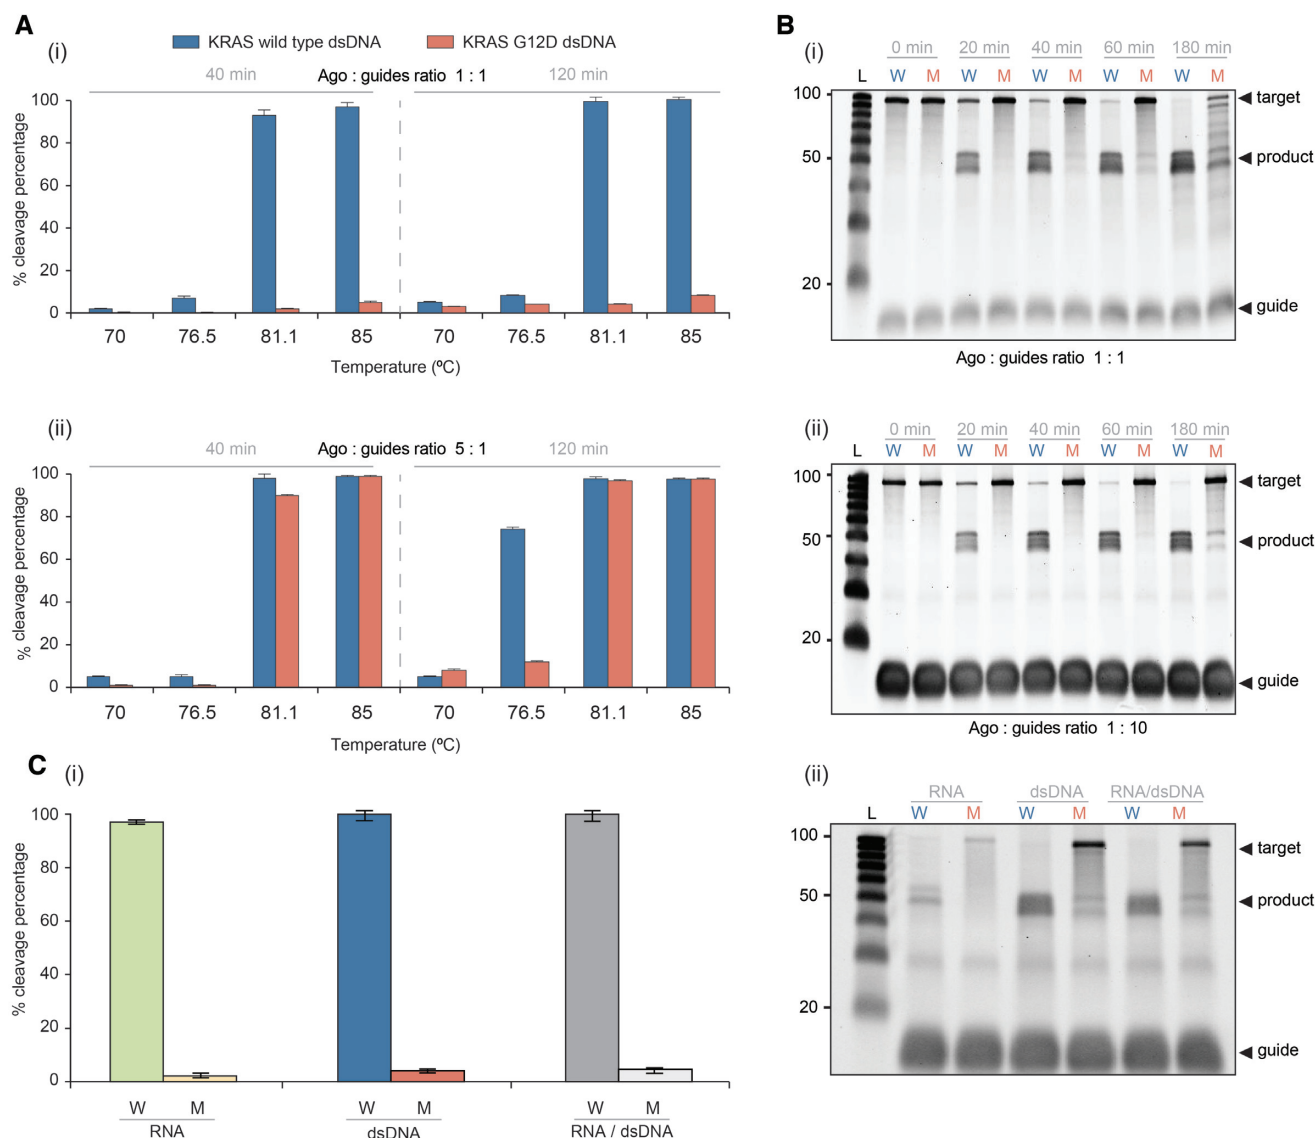 A
(i)
KRAS wild type dsDNA
KRAS G12D dsDNA
40 min
Ago : guides ratio 1 : 1
120 min
% cleavage percentage
100
80
60
40
20
0
70 76.5 81.1 85 70 76.5 81.1 85
Temperature (ºC)
(ii)
40 min
Ago : guides ratio 5 : 1
120 min
% cleavage percentage
100
80
60
40
20
0
70 76.5 81.1 85 70 76.5 81.1 85
Temperature (ºC)
B
(i)
0 min 20 min 40 min 60 min 180 min
L W M W M W M W M W M
100
50
20
target
product
guide
Ago : guides ratio 1 : 1
(ii)
0 min 20 min 40 min 60 min 180 min
L W M W M W M W M W M
100
50
20
target
product
guide
Ago : guides ratio 1 : 10
C
(i)
% cleavage percentage
100
80
60
40
20
0
W M W M W M
RNA dsDNA RNA / dsDNA
(ii)
RNA dsDNA RNA/dsDNA
L W M W M W M
100
50
20
target
product
guide